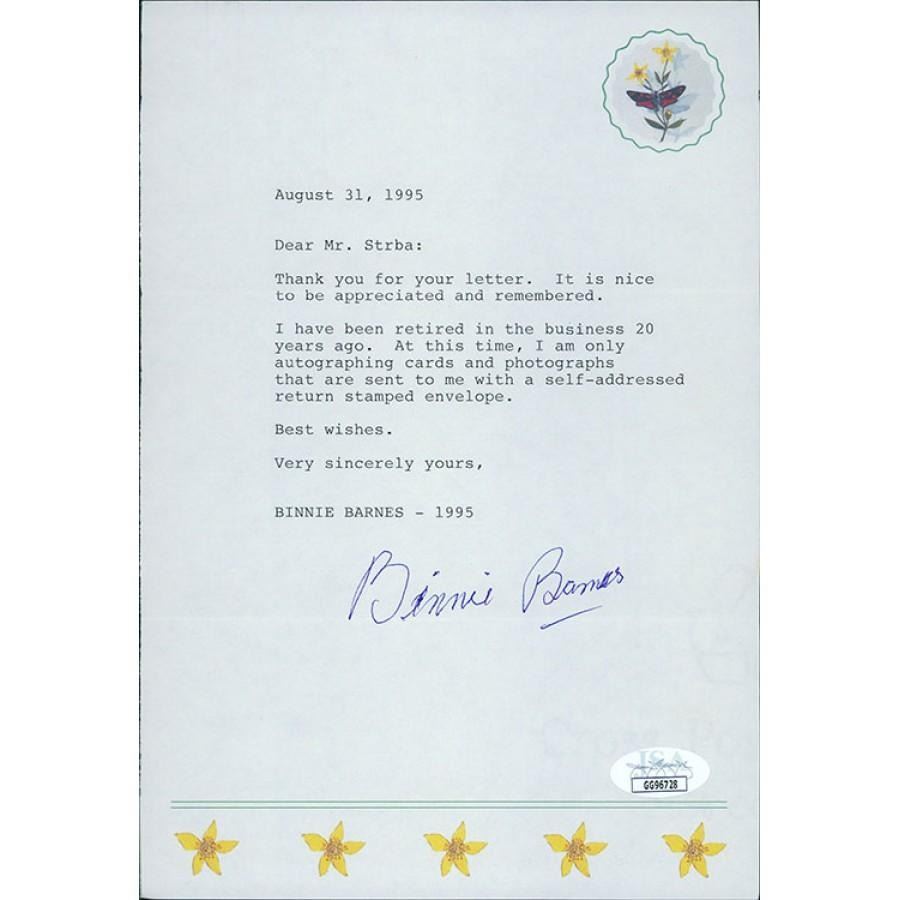 August 31, 1995
Dear Mr. Strba:
Thank you for your letter.  It is nice
to be appreciated and remembered.
I have been retired in the business 20
years ago.  At this time, I am only
autographing cards and photographs
that are sent to me with a self-addressed
return stamped envelope.
Best wishes.
Very sincerely yours,
BINNIE BARNES - 1995
Binnie Barnes
JSA
GG96728